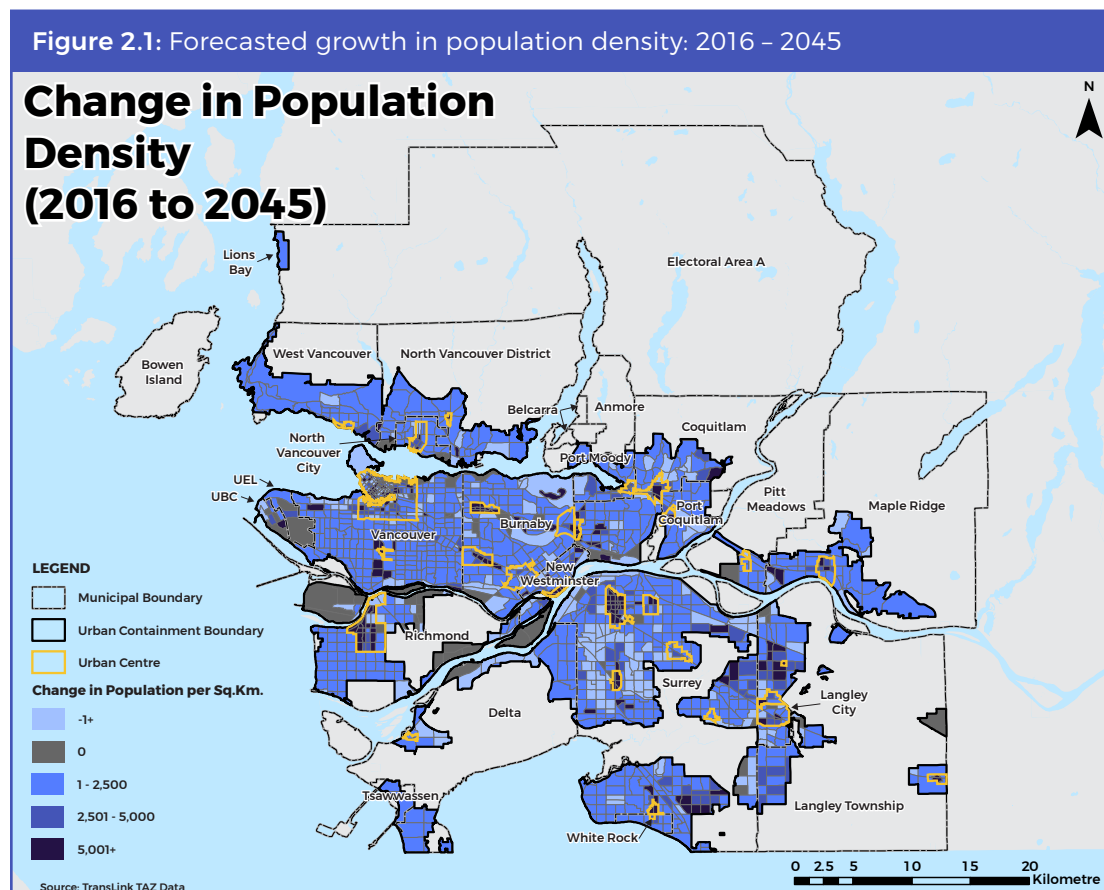 Figure 2.1: Forecasted growth in population density: 2016 – 2045
Change in Population
Density
(2016 to 2045)
N
Lions
Bay
Electoral Area A
Bowen
Island
West Vancouver
North Vancouver District
Belcarra
Anmore
North
Vancouver
City
Coquitlam
Port Moody
UEL
UBC
Pitt
Meadows
Maple Ridge
Port
Coquitlam
Burnaby
Vancouver
New
Westminster
Richmond
Surrey
Langley
City
Delta
Tsawwassen
Langley Township
White Rock
LEGEND
Municipal Boundary
Urban Containment Boundary
Urban Centre
Change in Population per Sq.Km.
-1+
0
1 - 2,500
2,501 - 5,000
5,001+
Source: TransLink TAZ Data
0 2.5 5 10 15 20
Kilometre